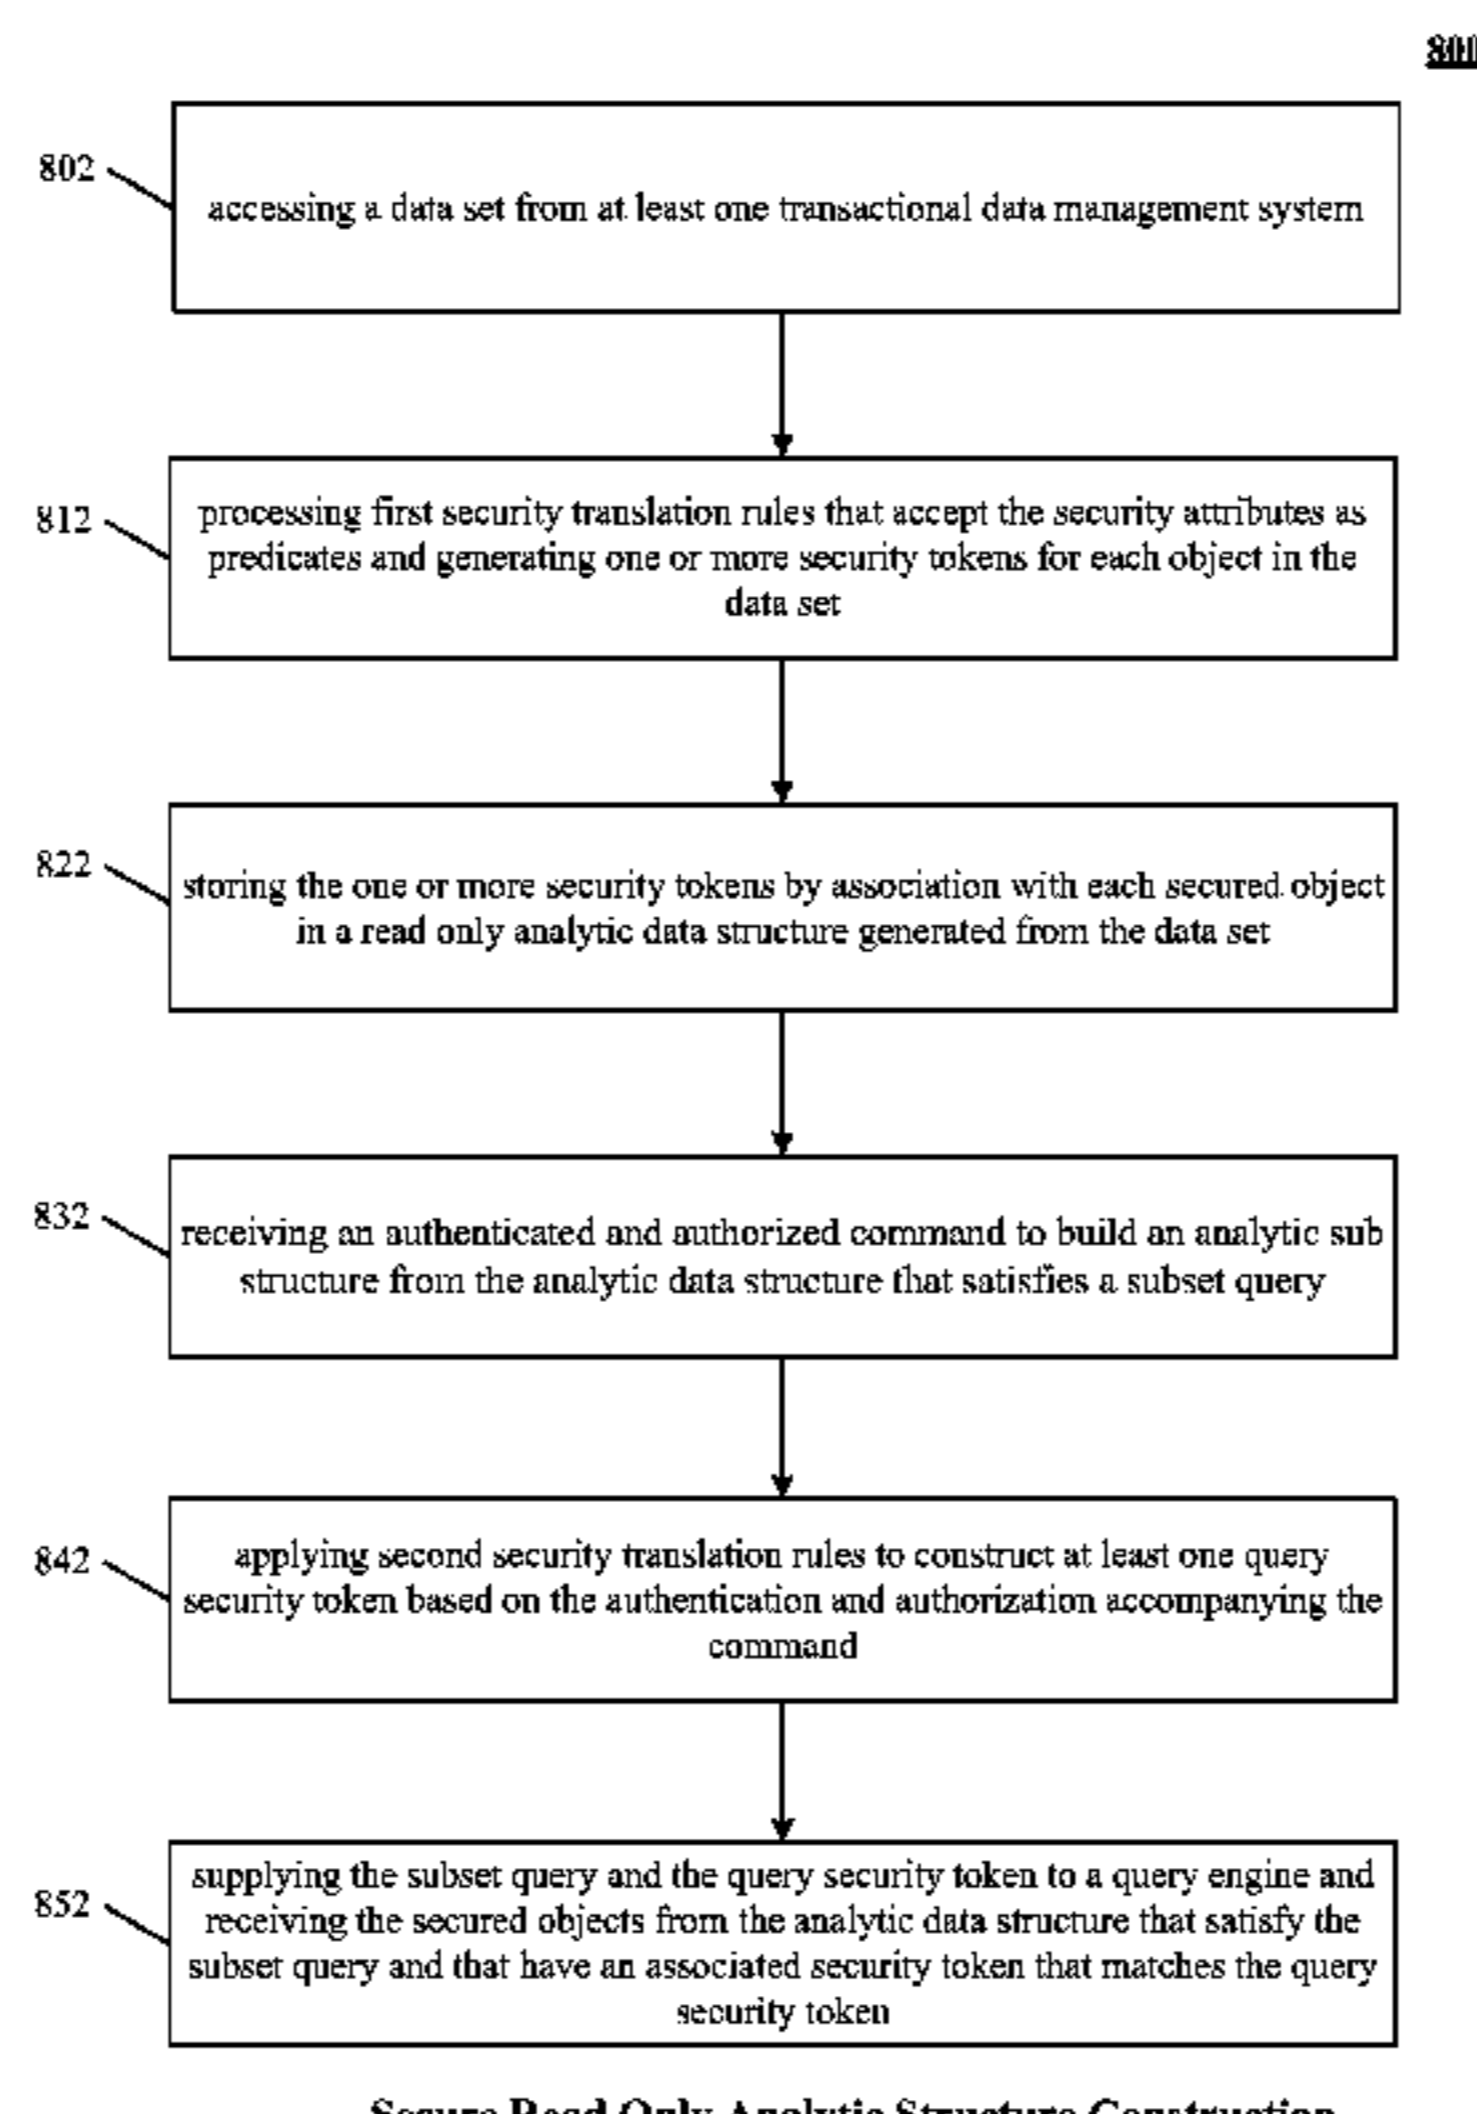 800
802
accessing a data set from at least one transactional data management system
812
processing first security translation rules that accept the security attributes as
predicates and generating one or more security tokens for each object in the
data set
822
storing the one or more security tokens by association with each secured object
in a read only analytic data structure generated from the data set
832
receiving an authenticated and authorized command to build an analytic sub
structure from the analytic data structure that satisfies a subset query
842
applying second security translation rules to construct at least one query
security token based on the authentication and authorization accompanying the
command
852
supplying the subset query and the query security token to a query engine and
receiving the secured objects from the analytic data structure that satisfy the
subset query and that have an associated security token that matches the query
security token
Secure Read Only Analytic Structure Construction